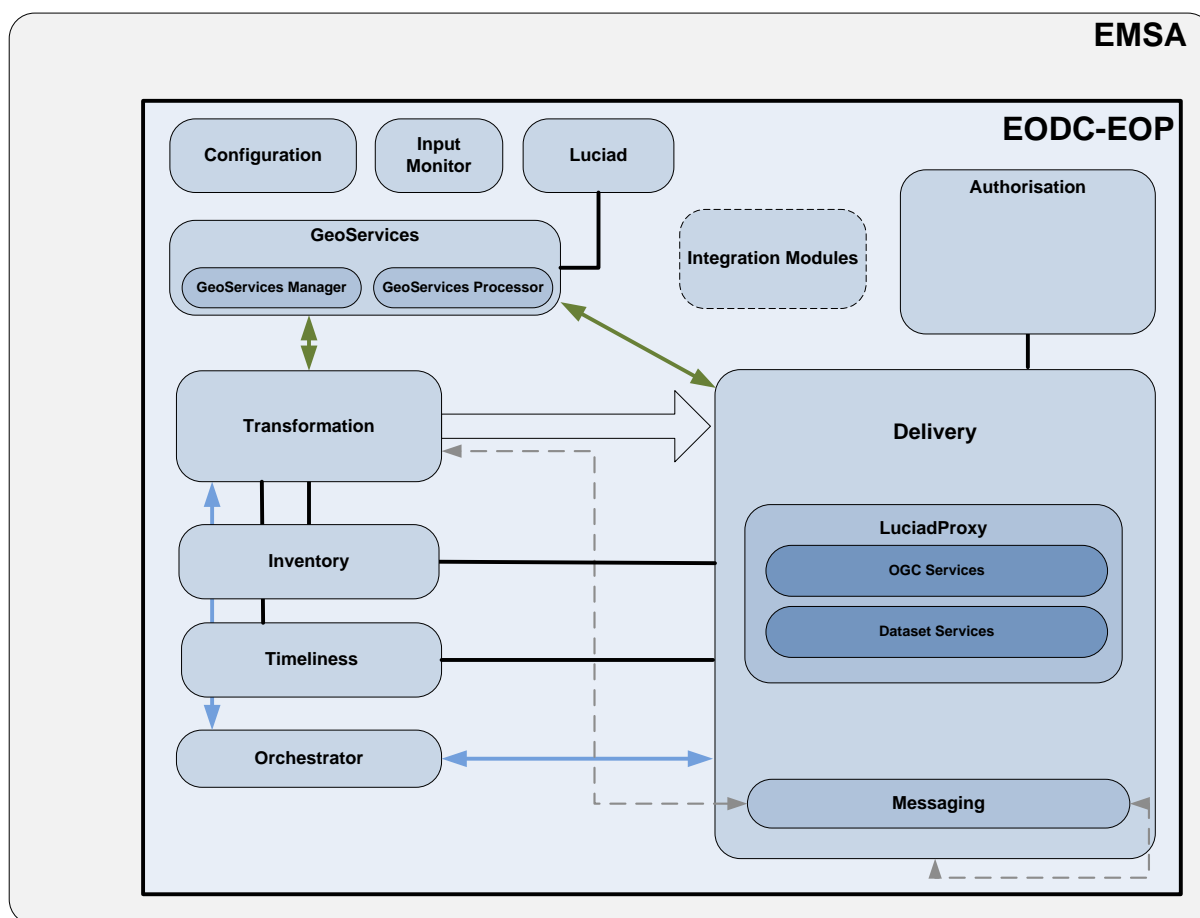 EMSA
EODC-EOP
Configuration
Input
Monitor
Luciad
Authorisation
GeoServices
GeoServices Manager
GeoServices Processor
Integration Modules
Transformation
Delivery
LuciadProxy
OGC Services
Inventory
Dataset Services
Timeliness
Orchestrator
Messaging